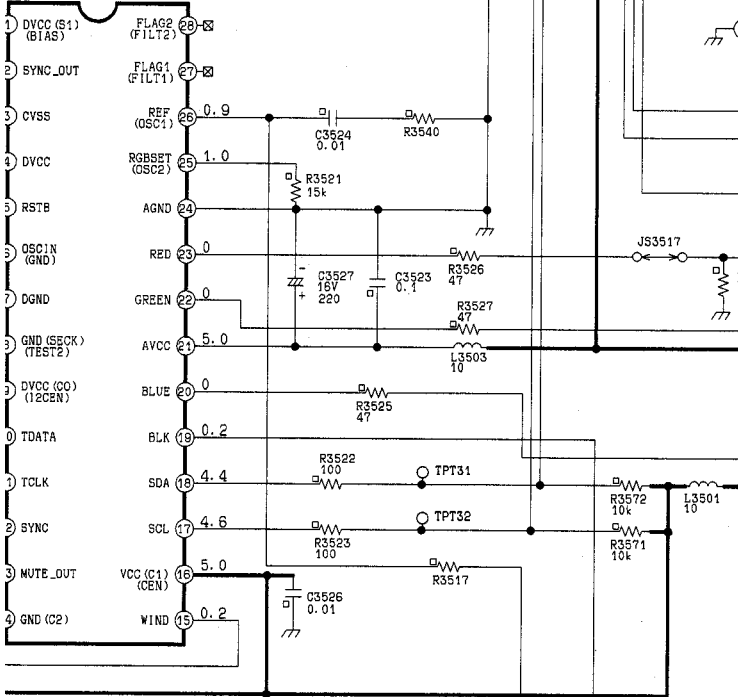 1 DVCC (S1)
(BIAS)
FLAG2
(FILT2)
28
2 SYNC_OUT
FLAG1
(FILT1)
27
3 CVSS
REF
(OSC1)
26
0.9
C3524
0.01
R3540
4 DVCC
RGBSET
(OSC2)
25
1.0
R3521
15k
5 RSTB
AGND
24
6 OSCIN
(GND)
RED
23
0
C3527
16V
220
C3523
0.1
R3526
47
JS3517
7 DGND
GREEN
22
0
R3527
47
8 GND (SECK)
(TEST2)
AVCC
21
5.0
L3503
10
9 DVCC (CO)
(I2CEN)
BLUE
20
0
R3525
47
0 TDATA
BLK
19
0.2
1 TCLK
SDA
18
4.4
R3522
100
TPT31
R3572
10k
L3501
10
2 SYNC
SCL
17
4.6
R3523
100
TPT32
R3571
10k
3 MUTE_OUT
VCC (C1)
(CEN)
16
5.0
C3526
0.01
R3517
4 GND (C2)
WIND
15
0.2